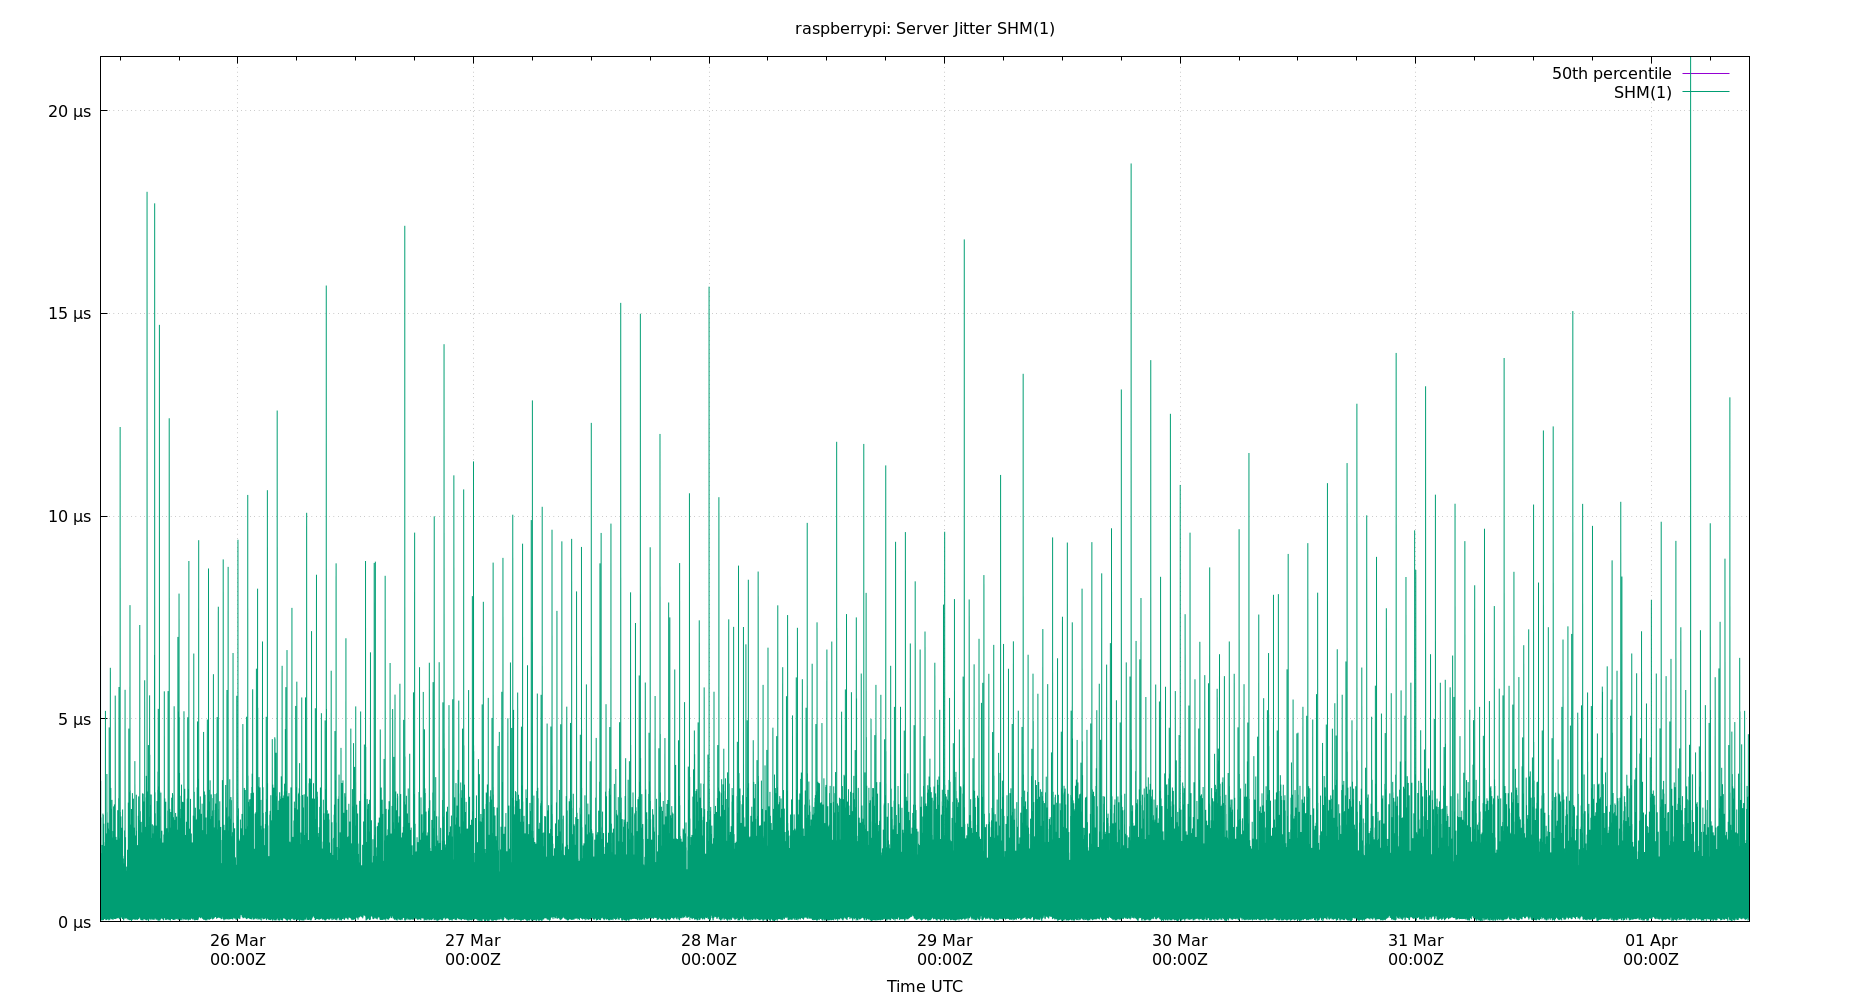 raspberrypi: Server Jitter SHM(1)
50th percentile
SHM(1)
20 µs
15 µs
10 µs
5 µs
0 µs
26 Mar 27 Mar 28 Mar 29 Mar 30 Mar 31 Mar 01 Apr
00:00Z 00:00Z 00:00Z 00:00Z 00:00Z 00:00Z 00:00Z
Time UTC